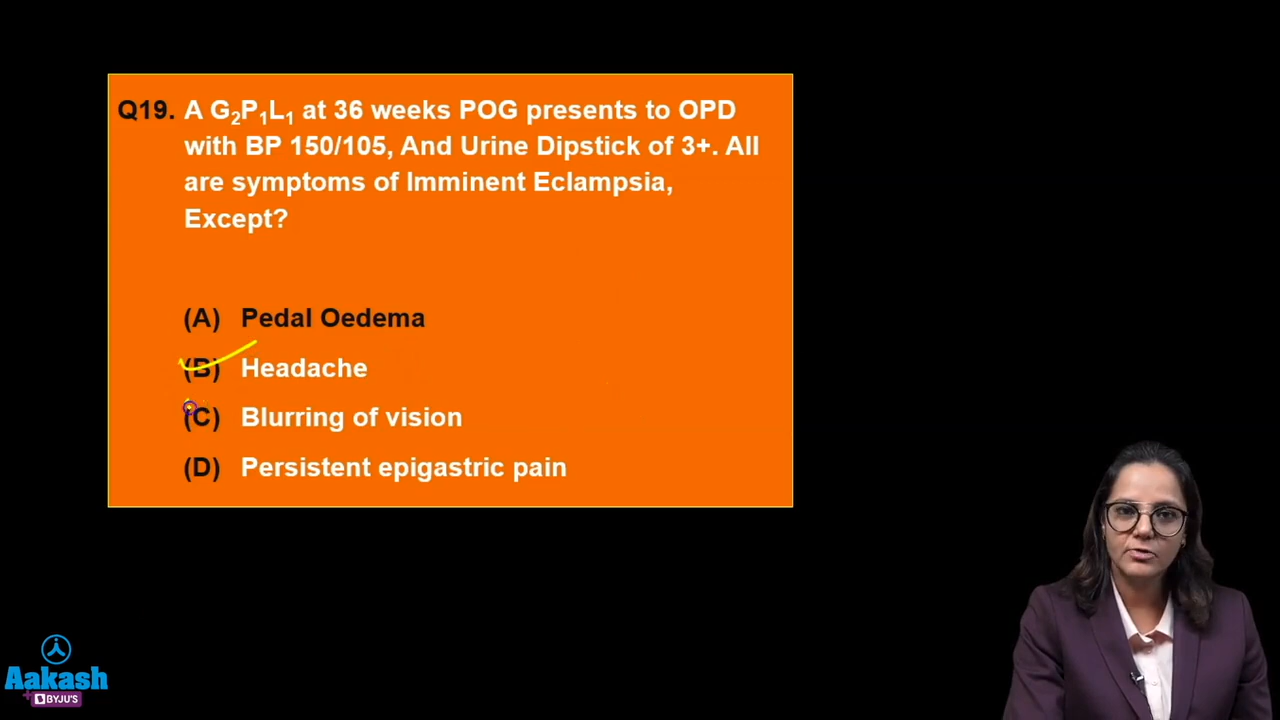 Q19. A G₂P₁L₁ at 36 weeks POG presents to OPD
with BP 150/105, And Urine Dipstick of 3+. All
are symptoms of Imminent Eclampsia,
Except?
(A) Pedal Oedema
(B) Headache
(C) Blurring of vision
(D) Persistent epigastric pain
Aakash
+ BYJU'S